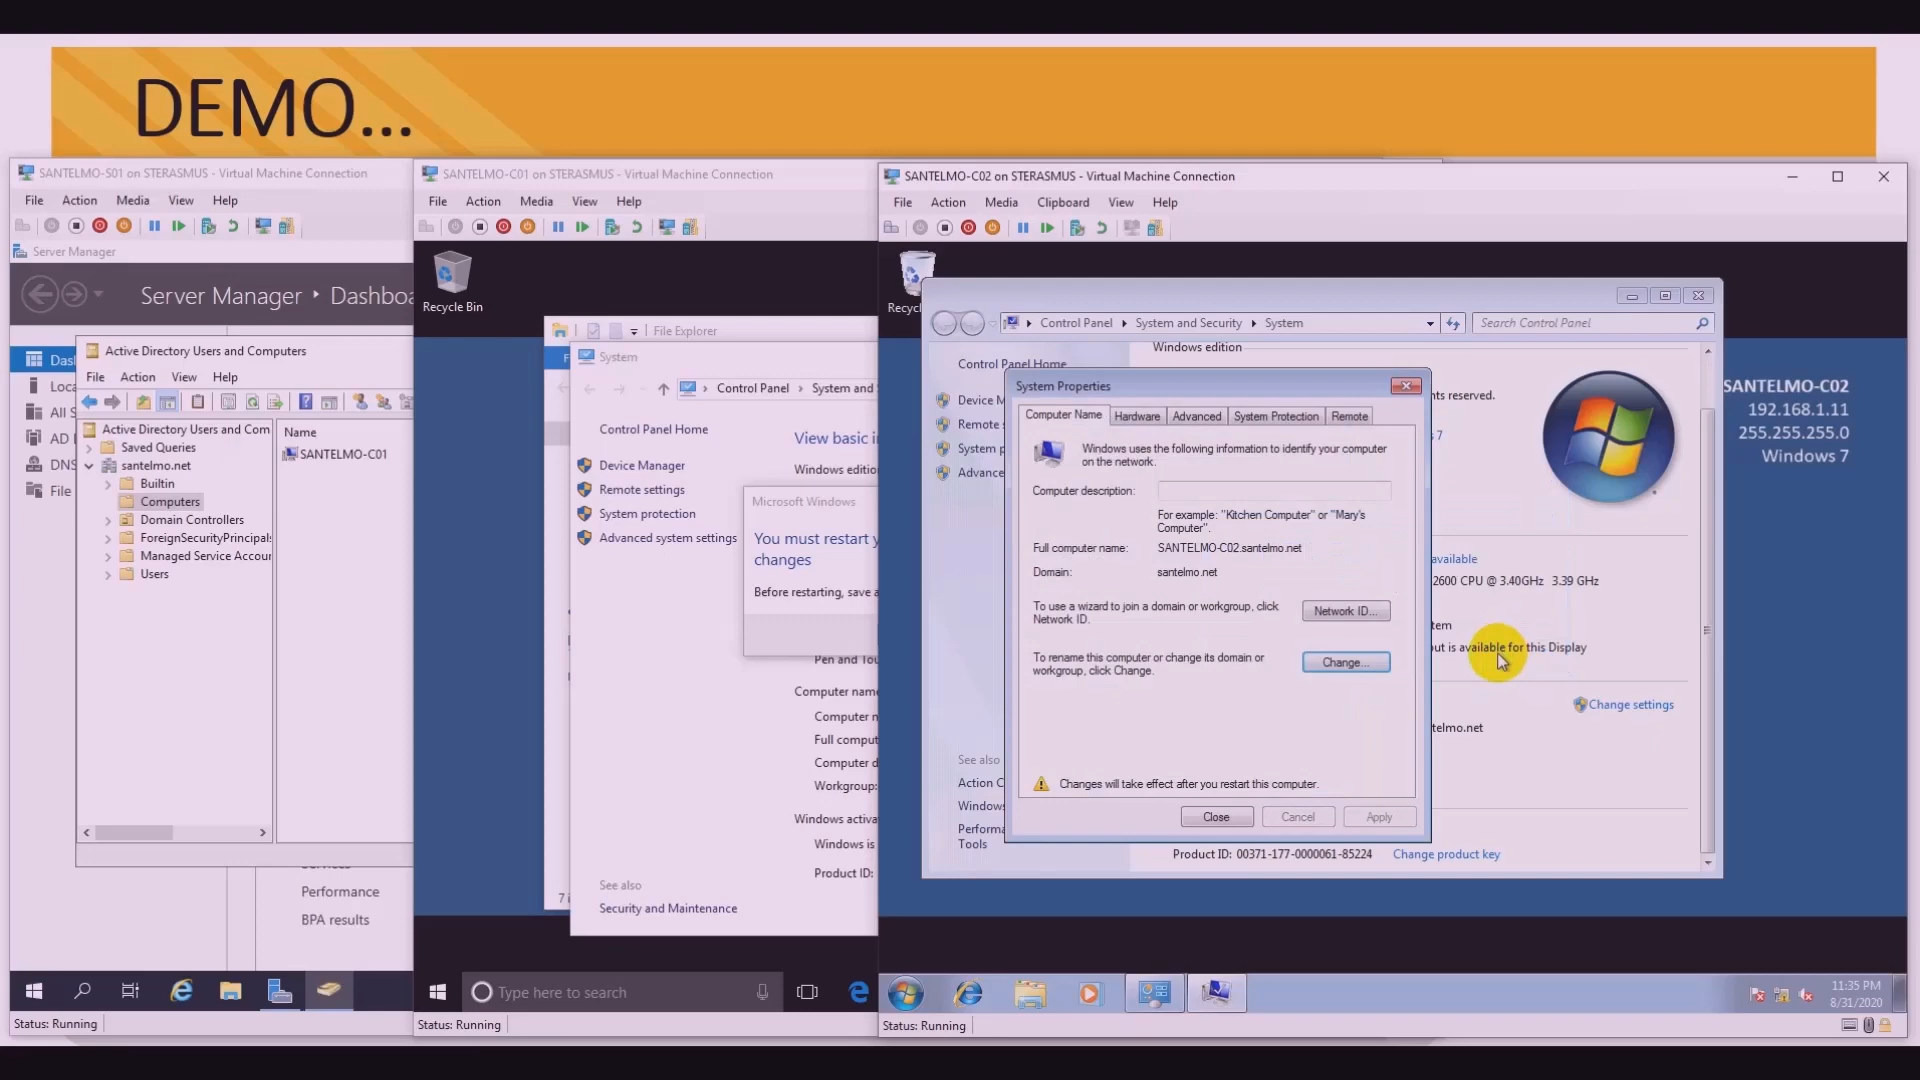 DEMO...
SANTELMO-S01 on STERASMUS - Virtual Machine Connection
File Action Media View Help
Server Manager
Server Manager
Active Directory Users and Computers
File Action View Help
Active Directory Users and Com
Saved Queries
santelmo.net
Builtin
Computers
Domain Controllers
ForeignSecurityPrincipals
Managed Service Accour
Users
Name
SANTELMO-C01
Performance
BPA results
Status: Running
SANTELMO-C01 on STERASMUS - Virtual Machine Connection
File Action Media View Help
Recycle Bin
File Explorer
System
Control Panel System and
Control Panel Home
Device Manager
Remote settings
System protection
Advanced system settings
View basic i
Windows edition
Microsoft Windows
You must restart y
changes
Before restarting, save a
Pen and Tou
Computer name
Computer n
Full comput
Computer d
Workgroup:
Windows activa
Windows is
Product ID:
See also
Security and Maintenance
7 i
Type here to search
Status: Running
SANTELMO-C02 on STERASMUS - Virtual Machine Connection
File Action Media Clipboard View Help
Control Panel System and Security System
Search Control Panel
Control Panel Home
Windows edition
Device M
Remote s
System p
Advance
See also
Action C
Windows
Performa
Tools
System Properties
Computer Name Hardware Advanced System Protection Remote
Windows uses the following information to identify your computer
on the network.
Computer description:
For example: "Kitchen Computer" or "Mary's
Computer".
Full computer name: SANTELMO-C02.santelmo.net
Domain: santelmo.net
To use a wizard to join a domain or workgroup, click
Network ID.
Network ID...
To rename this computer or change its domain or
workgroup, click Change.
Change...
Changes will take effect after you restart this computer.
Close Cancel Apply
hts reserved.
available
2600 CPU @ 3.40GHz 3.39 GHz
tem
ut is available for this Display
Change settings
telmo.net
Product ID: 00371-177-0000061-85224 Change product key
SANTELMO-C02
192.168.1.11
255.255.255.0
Windows 7
11:35 PM
8/31/2020
Status: Running